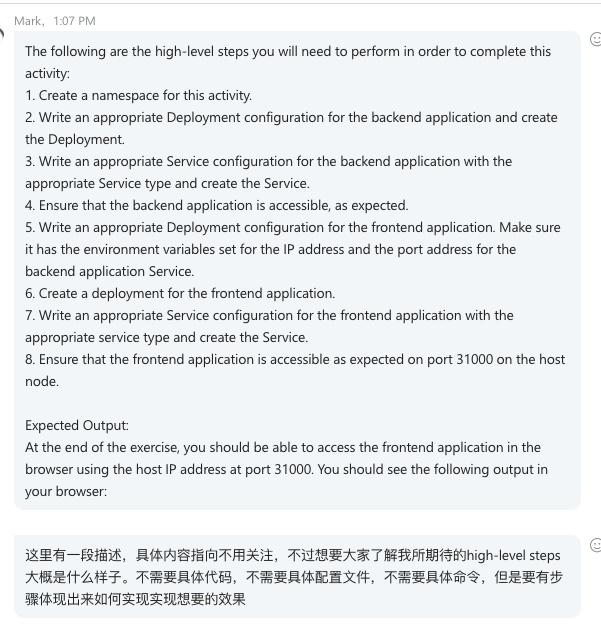 Mark， 1:07 PM
The following are the high-level steps you will need to perform in order to complete this
activity:
1. Create a namespace for this activity.
2. Write an appropriate Deployment configuration for the backend application and create
the Deployment.
3. Write an appropriate Service configuration for the backend application with the
appropriate Service type and create the Service.
4. Ensure that the backend application is accessible, as expected.
5. Write an appropriate Deployment configuration for the frontend application. Make sure
it has the environment variables set for the IP address and the port address for the
backend application Service.
6. Create a deployment for the frontend application.
7. Write an appropriate Service configuration for the frontend application with the
appropriate service type and create the Service.
8. Ensure that the frontend application is accessible as expected on port 31000 on the host
node.
Expected Output:
At the end of the exercise, you should be able to access the frontend application in the
browser using the host IP address at port 31000. You should see the following output in
your browser:
这里有一段描述，具体内容指向不用关注，不过想要大家了解我所期待的high-level steps
大概是什么样子。不需要具体代码，不需要具体配置文件，不需要具体命令，但是要有步
骤体现出来如何实现实现想要的效果